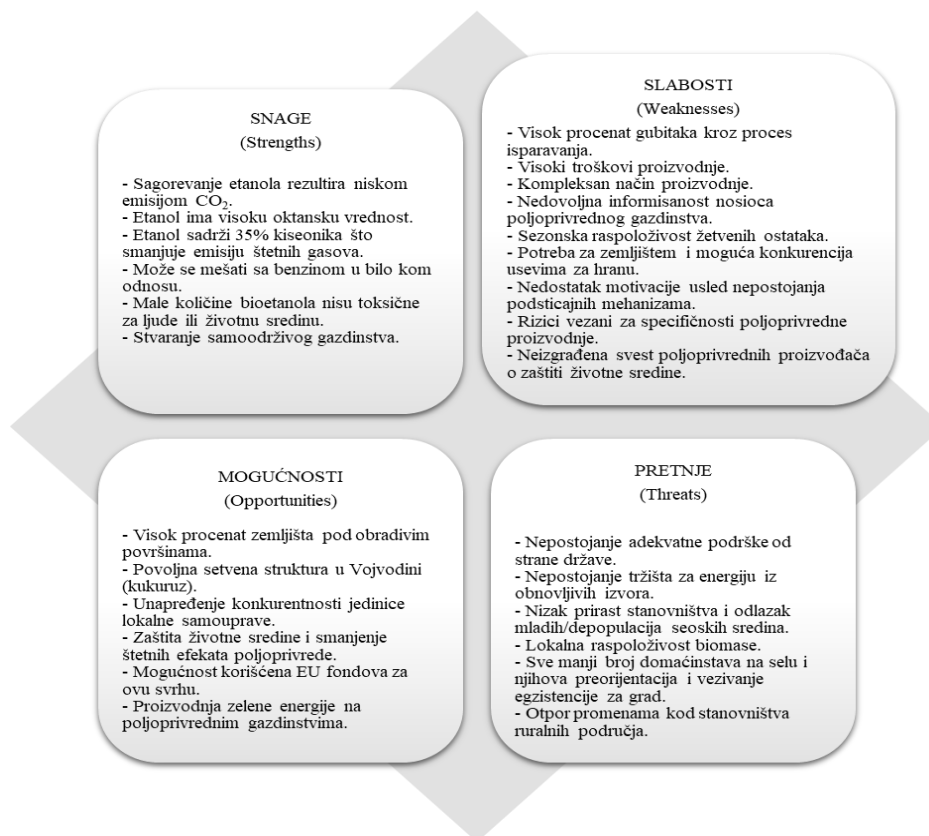 SNAGE
(Strengths)
- Sagorevanje etanola rezultira niskom
emisijom CO₂.
- Etanol ima visoku oktansku vrednost.
- Etanol sadrži 35% kiseonika što
smanjuje emisiju štetnih gasova.
- Može se mešati sa benzinom u bilo kom
odnosu.
- Male količine bioetanola nisu toksične
za ljude ili životnu sredinu.
- Stvaranje samoodrživog gazdinstva.
SLABOSTI
(Weaknesses)
- Visok procenat gubitaka kroz proces
isparavanja.
- Visoki troškovi proizvodnje.
- Kompleksan način proizvodnje.
- Nedovoljna informisanost nosioca
poljoprivrednog gazdinstva.
- Sezonska raspoloživost žetvenih ostataka.
- Potreba za zemljištem i moguća konkurencija
usevima za hranu.
- Nedostatak motivacije usled nepostojanja
podsticajnih mehanizama.
- Rizici vezani za specifičnosti poljoprivredne
proizvodnje.
- Neizgrađena svest poljoprivrednih proizvođača
o zaštiti životne sredine.
MOGUĆNOSTI
(Opportunities)
- Visok procenat zemljišta pod obradivim
površinama.
- Povoljna setvena struktura u Vojvodini
(kukuruz).
- Unapređenje konkurentnosti jedinice
lokalne samouprave.
- Zaštita životne sredine i smanjenje
štetnih efekata poljoprivrede.
- Mogućnost korišćena EU fondova za
ovu svrhu.
- Proizvodnja zelene energije na
poljoprivrednim gazdinstvima.
PRETNJE
(Threats)
- Nepostojanje adekvatne podrške od
strane države.
- Nepostojanje tržišta za energiju iz
obnovljivih izvora.
- Nizak prirast stanovništva i odlazak
mladih/depopulacija seoskih sredina.
- Lokalna raspoloživost biomase.
- Sve manji broj domaćinstava na selu i
njihova preorijentacija i vezivanje
egzistencije za grad.
- Otpor promenama kod stanovništva
ruralnih područja.